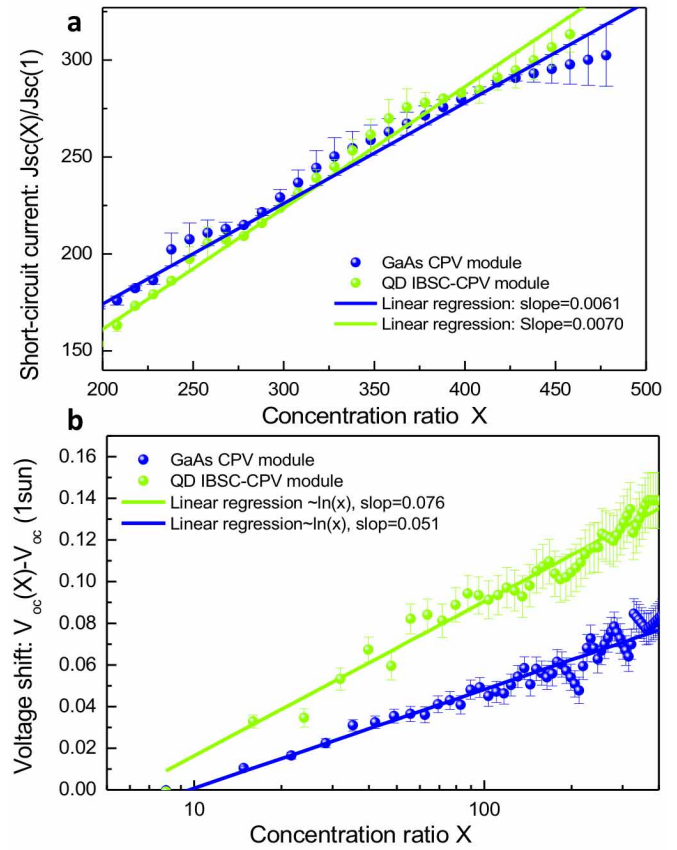 a
Short-circuit current: Jsc(X)/Jsc(1)
300
250
200
150
GaAs CPV module
QD IBSC-CPV module
Linear regression: slope=0.0061
Linear regression: Slope=0.0070
200 250 300 350 400 450 500
Concentration ratio X
b
Voltage shift: Voc(X)-Voc (1sun)
0.16
0.14
0.12
0.10
0.08
0.06
0.04
0.02
0.00
GaAs CPV module
QD IBSC-CPV module
Linear regression ~ln(x), slop=0.076
Linear regression~ln(x), slop=0.051
10 100
Concentration ratio X